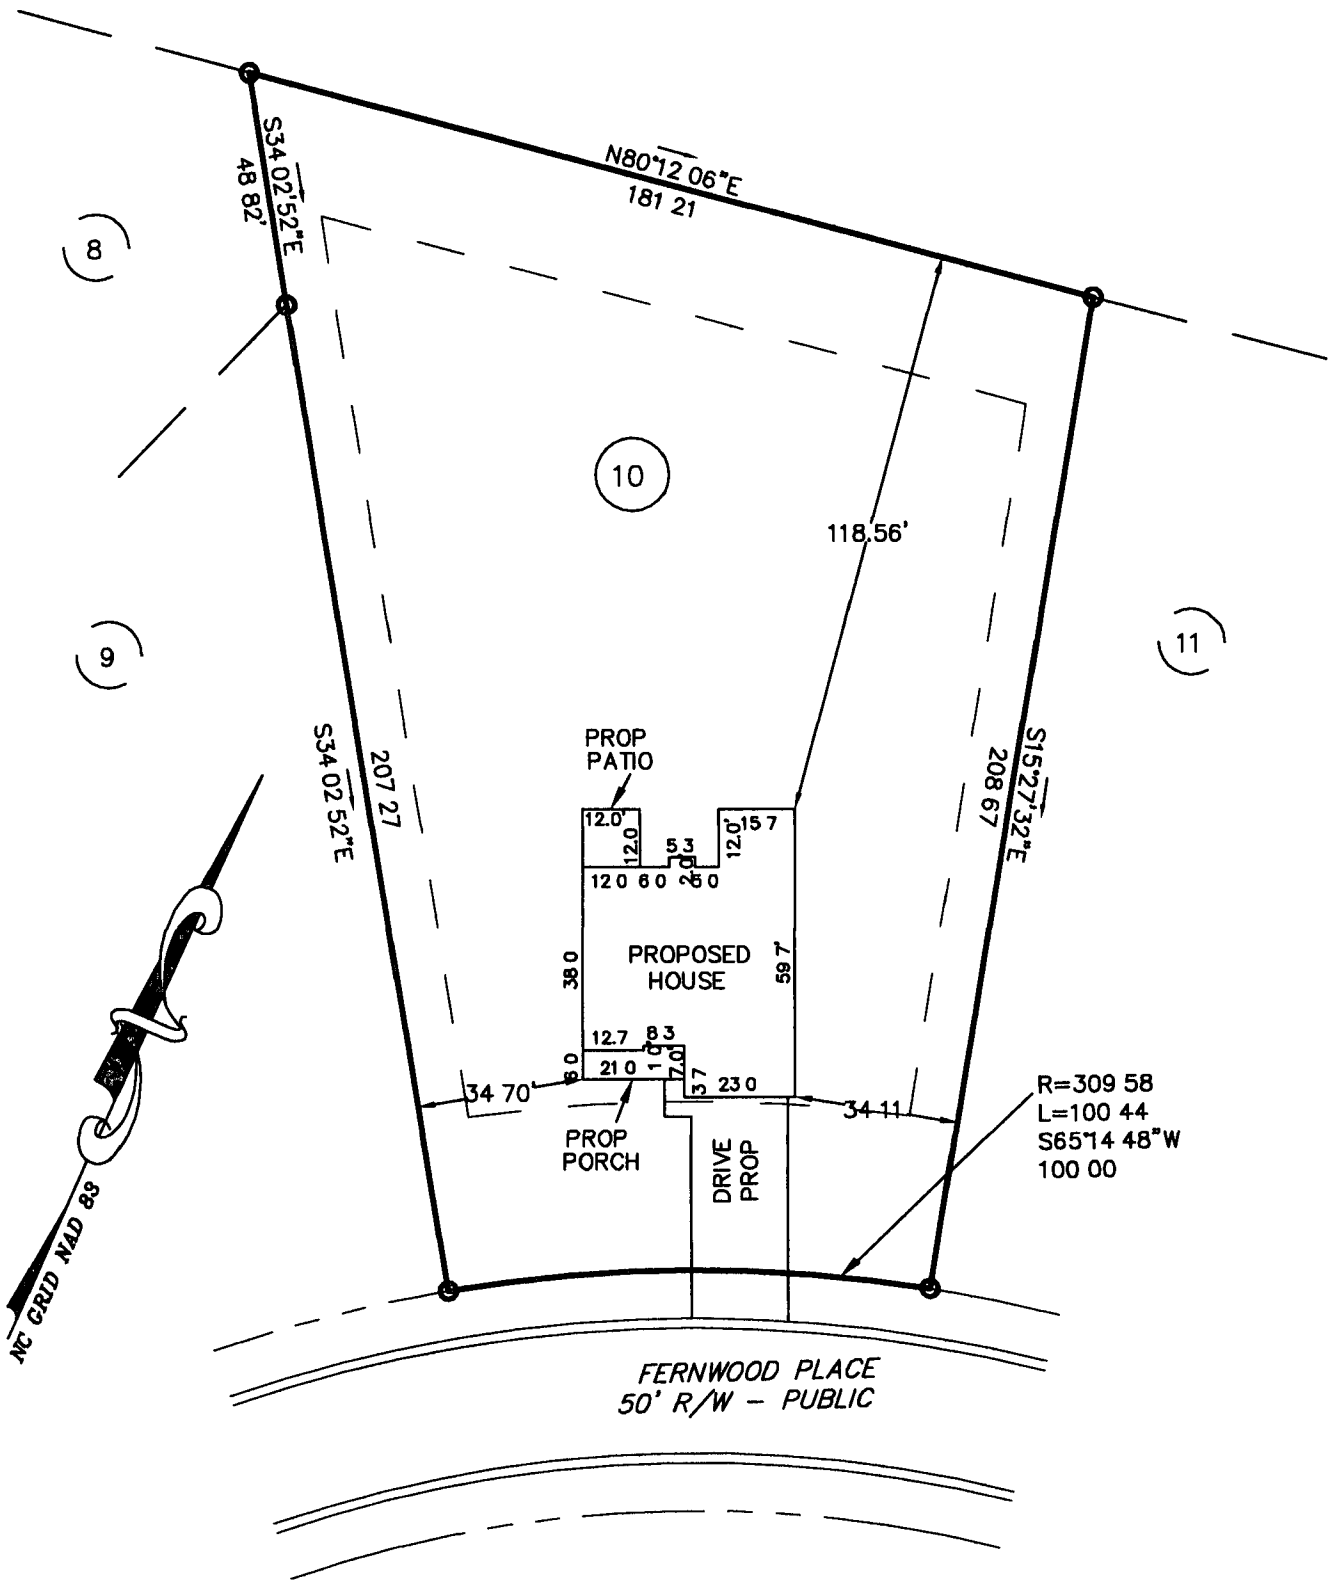 N80°12 06"E
181 21
S34 02'52"E
48 82'
8
10
118.56'
9
11
S34 02 52"E
207 27
S15°27'32"E
208 67
PROP
PATIO
12.0'
12.0
5 3
12.0'
15 7
12 0 6 0 2.0 6 0
PROPOSED
HOUSE
38 0
59 7'
12.7 8 3
6 0
21 0
1 0'
7.0'
3 7
23 0
34 70'
34 11
PROP
PORCH
DRIVE
PROP
R=309 58
L=100 44
S65°14 48"W
100 00
NC GRID NAD 83
FERNWOOD PLACE
50' R/W - PUBLIC